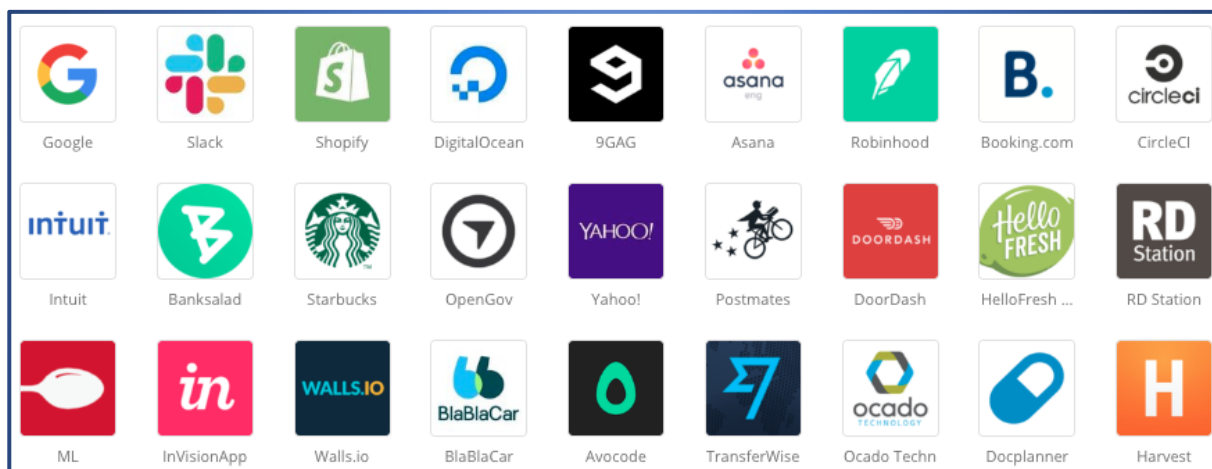 asana
eng
B.
circleci
Google
Slack
Shopify
DigitalOcean
9GAG
Asana
Robinhood
Booking.com
CircleCI
intuit.
YAHOO!
DOORDASH
Hello
FRESH
RD
Station
TM
Intuit
Banksalad
Starbucks
OpenGov
Yahoo!
Postmates
DoorDash
HelloFresh ...
RD Station
in
WALLS.IO
BlaBlaCar
ocado
TECHNOLOGY
H
ML
InVisionApp
Walls.io
BlaBlaCar
Avocode
TransferWise
Ocado Techn
Docplanner
Harvest